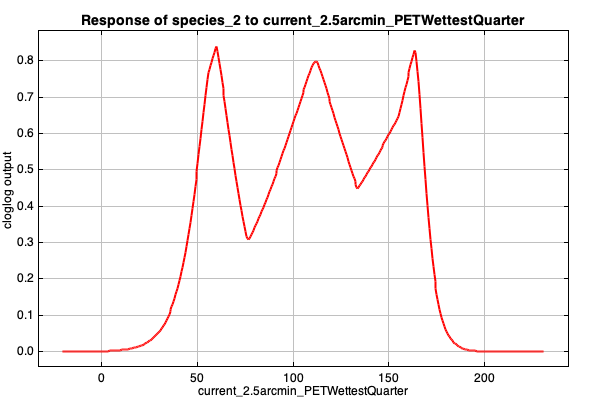 Response of species_2 to current_2.5arcmin_PETWettestQuarter
cloglog output
0.8
0.7
0.6
0.5
0.4
0.3
0.2
0.1
0.0
0 50 100 150 200
current_2.5arcmin_PETWettestQuarter